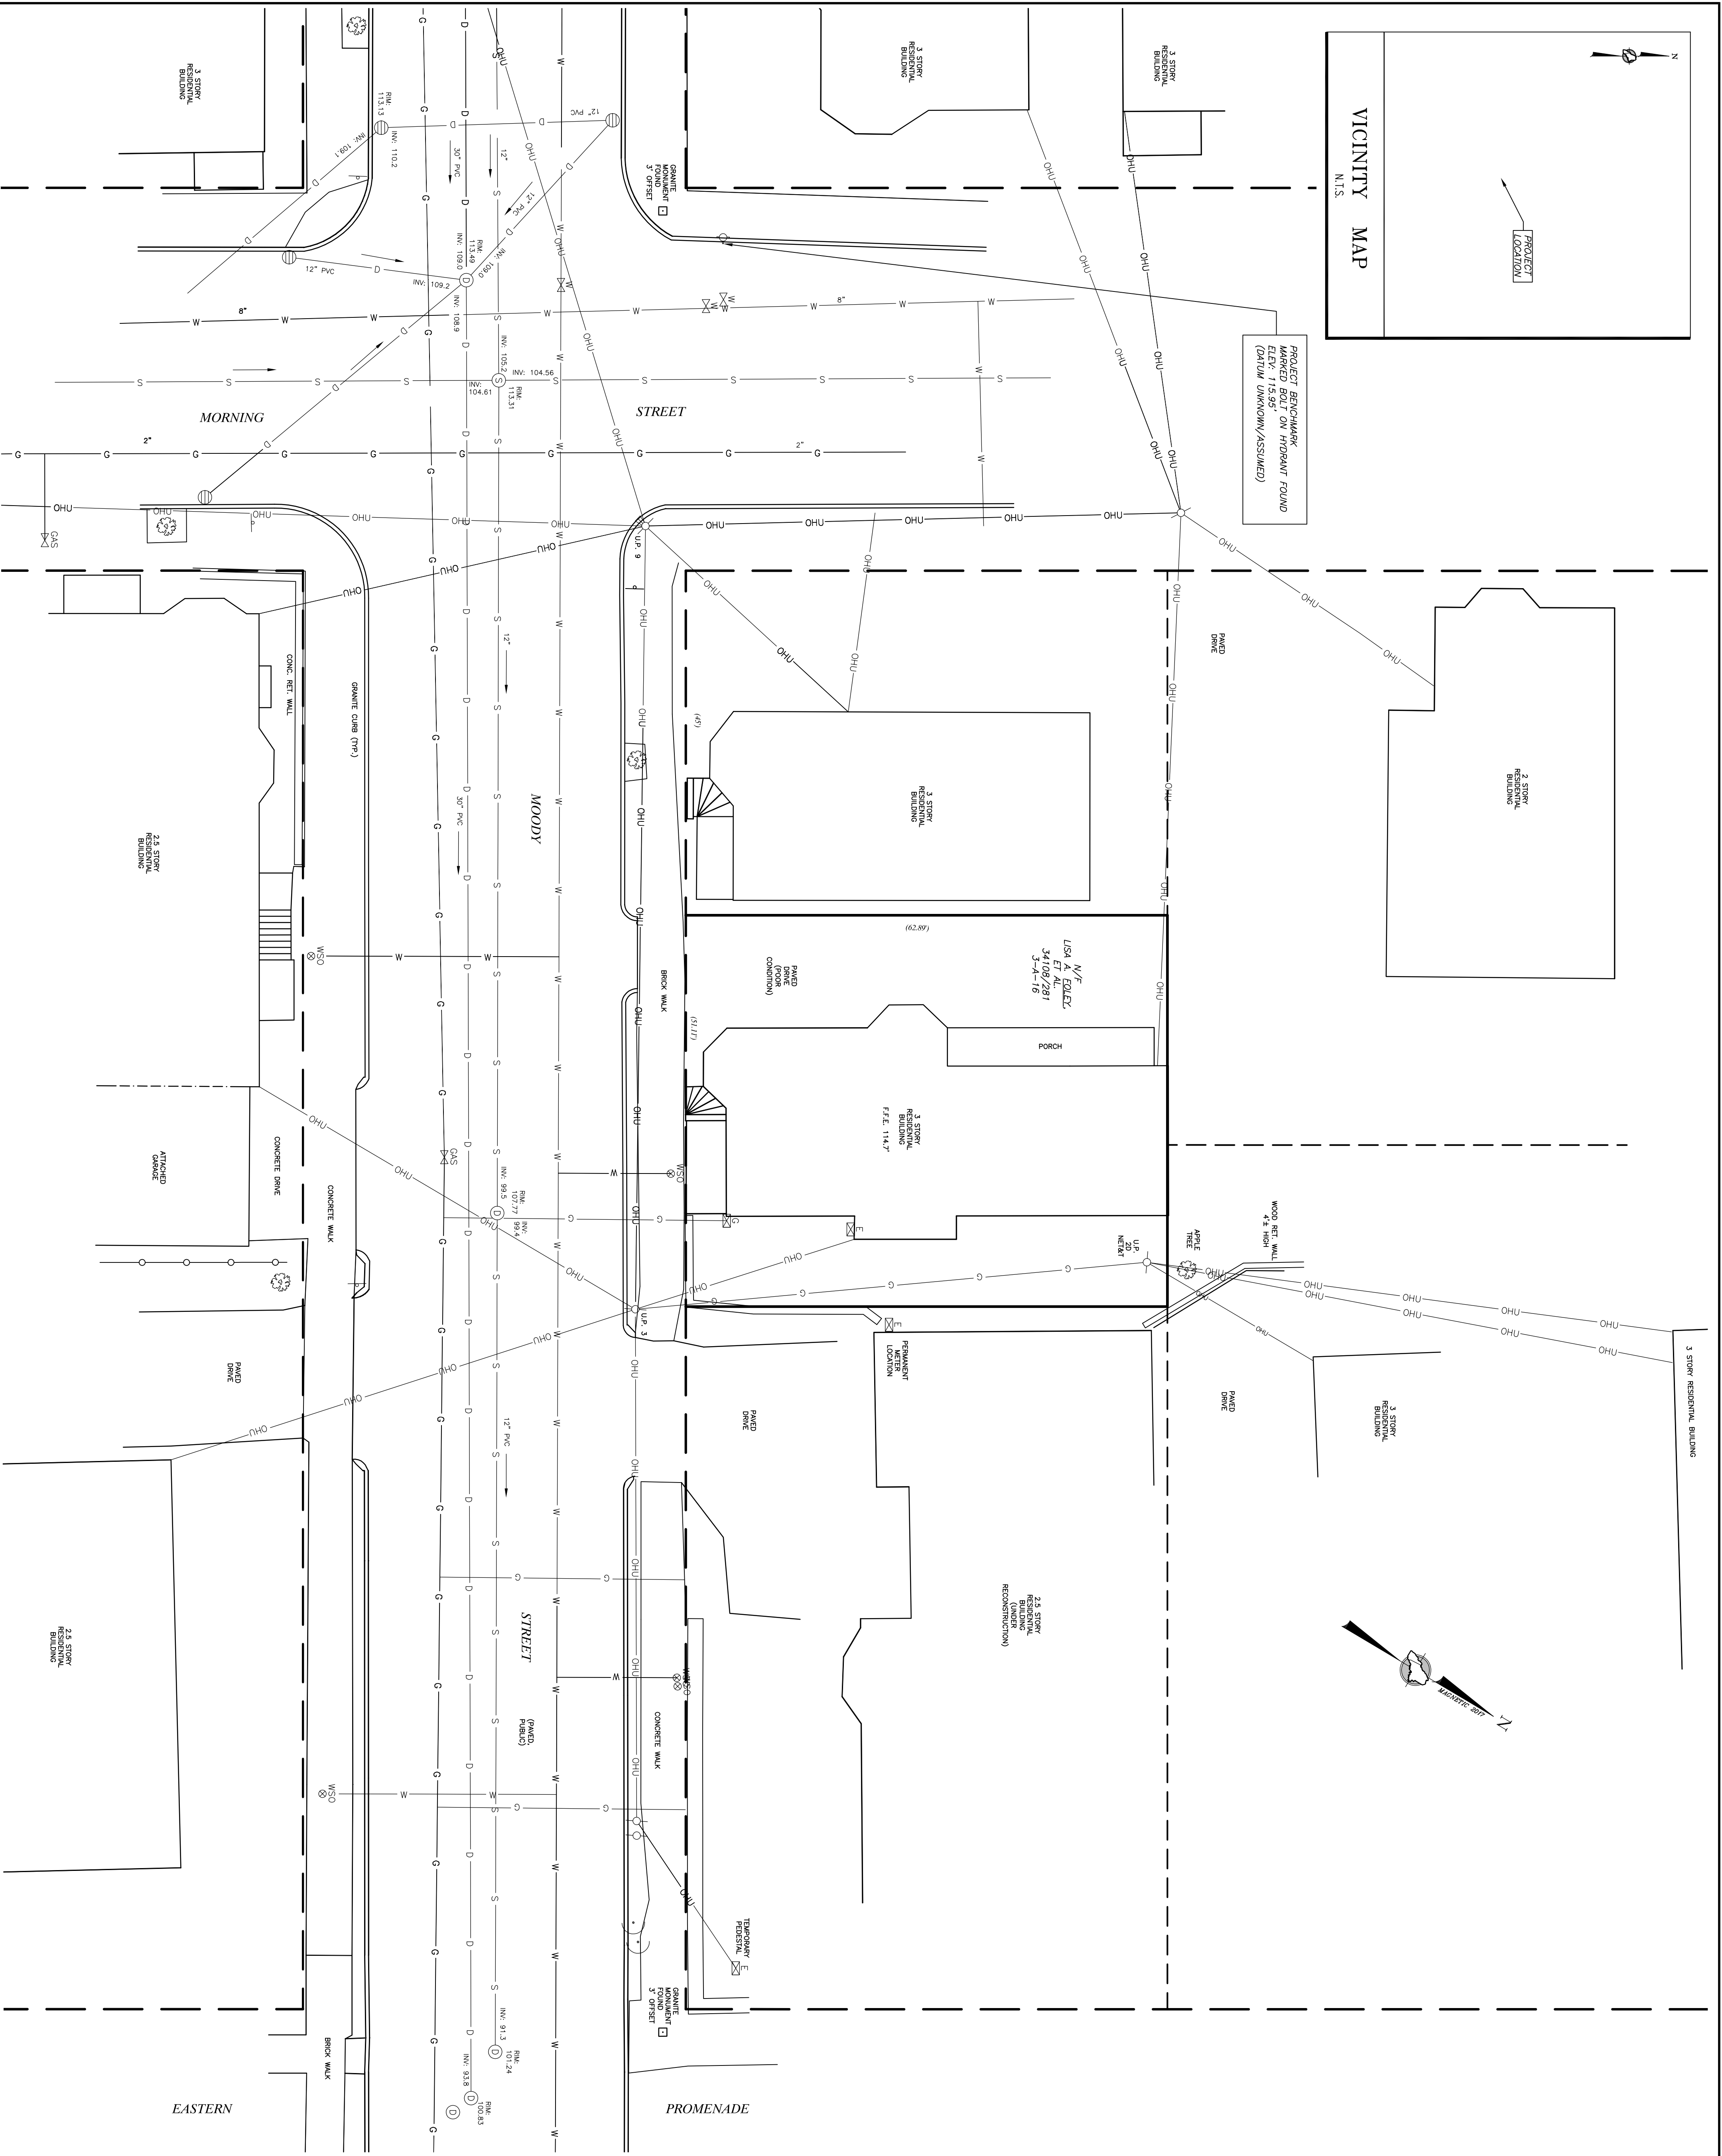 N
VICINITY MAP
N.T.S.
PROJECT
LOCATION
PROJECT BENCHMARK
MARKED BOLT ON HYDRANT FOUND
ELEV: 115.95'
(DATUM UNKNOWN/ASSUMED)
3 STORY
RESIDENTIAL
BUILDING
3 STORY
RESIDENTIAL
BUILDING
3 STORY
RESIDENTIAL
BUILDING
GRANITE
MONUMENT
FOUND
3" OFFSET
RIM:
113.13
INV: 110.2
INV: 109.1
12" PVC
30" PVC
12"
12" PVC
RIM:
113.49
INV: 109.0
INV: 109.0
INV: 109.2
INV: 108.9
12" PVC
8"
8"
INV: 105.2
INV: 104.56
INV:
104.61
RIM:
113.31
MORNING
STREET
2"
2"
GAS
U.P. 9
CONC. RET. WALL
GRANITE CURB (TYP.)
12"
30" PVC
MOODY
(45')
PAVED
DRIVE
3 STORY
RESIDENTIAL
BUILDING
2 STORY
RESIDENTIAL
BUILDING
2.5 STORY
RESIDENTIAL
BUILDING
WSO
BRICK WALK
(62.89')
PAVED
DRIVE
(POOR
CONDITION)
N/F
LISA A. FOLEY,
ET AL.
34108/281
3-A-16
(51.11')
PORCH
3 STORY
RESIDENTIAL
BUILDING
F.F.E. 114.7'
ATTACHED
GARAGE
CONCRETE DRIVE
CONCRETE WALK
GAS
INV: 99.5
RIM:
107.77
INV:
99.4
WSO
G
E
U.P.
2D
NET&T
APPLE
TREE
WOOD RET. WALL
4'± HIGH
U.P. 3
E
PERMANENT
METER
LOCATION
PAVED
DRIVE
PAVED
DRIVE
PAVED
DRIVE
3 STORY
RESIDENTIAL
BUILDING
3 STORY RESIDENTIAL BUILDING
12" PVC
2.5 STORY
RESIDENTIAL
BUILDING
(UNDER
RECONSTRUCTION)
2.5 STORY
RESIDENTIAL
BUILDING
STREET
(PAVED,
PUBLIC)
WSO
WSO
CONCRETE WALK
MAGNETIC 2017
N
TEMPORARY
PEDESTAL
E
GRANITE
MONUMENT
FOUND
3" OFFSET
BRICK WALK
INV: 91.3
RIM:
101.24
INV: 93.8
RIM:
100.83
EASTERN
PROMENADE